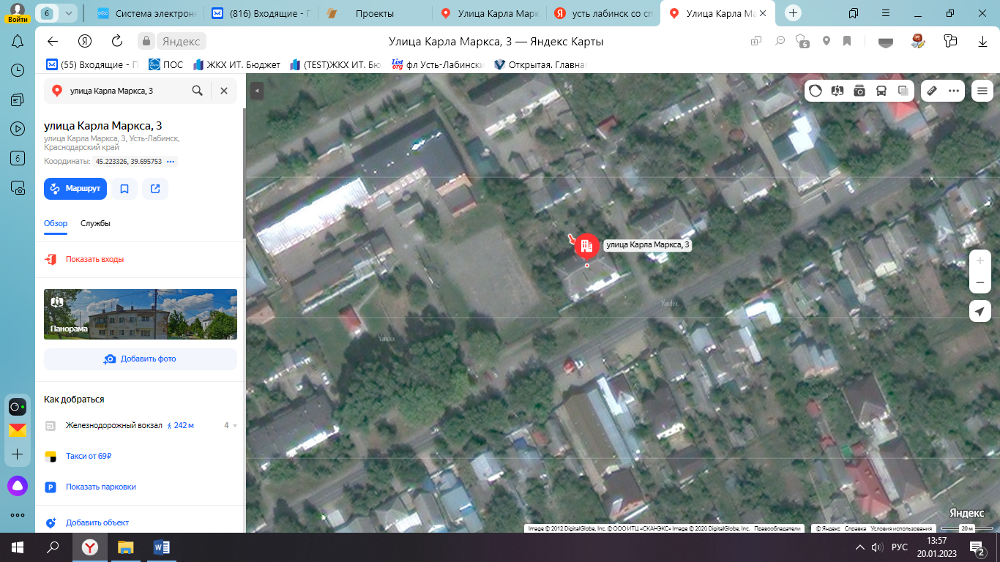 Войти
6
Система электрон
(816) Входящие - П
Проекты
Улица Карла Марк
усть лабинск со сп
Улица Карла Ма
Яндекс
Улица Карла Маркса, 3 — Яндекс Карты
6
(55) Входящие - П
ПОС
ЖКХ ИТ. Бюджет
(TEST)ЖКХ ИТ. Бю
List org
фл Усть-Лабински
Открытая. Главна
6
улица Карла Маркса, 3
улица Карла Маркса, 3
улица Карла Маркса, 3, Усть-Лабинск,
Краснодарский край
Координаты: 45.223326, 39.695753
Маршрут
Обзор
Службы
Показать входы
Панорама
Добавить фото
Как добраться
Железнодорожный вокзал 242 м 4
Такси от 69₽
Показать парковки
Добавить объект
улица Карла Маркса, 3
Yandex
Yandex
Яндекс
Image © 2012 DigitalGlobe, Inc. © ООО ИТЦ «СКАНЭКС» Image © 2020 DigitalGlobe, Inc. Правообладатели
© Яндекс Справка Условия использования
20 м
РУС
13:57
20.01.2023
2